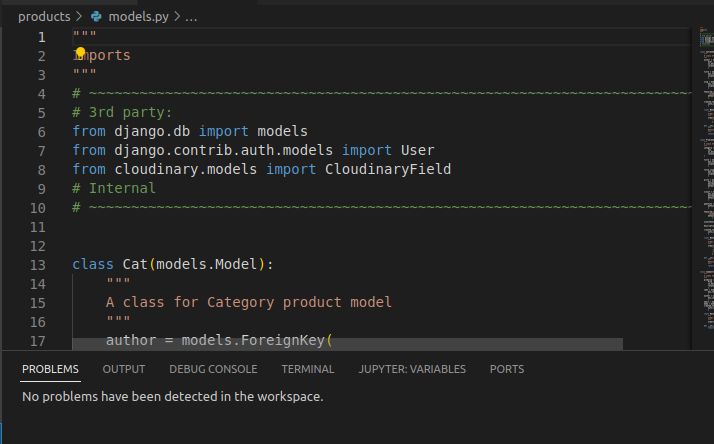 products > models.py > ...
1 """
2 Imports
3 """
4 # ~~~~~~~~~~~~~~~~~~~~~~~~~~~~~~~~~~~~~~~~~~~~~~~~~~~~~~~~~~~~~~~~~~~~~~~~~
5 # 3rd party:
6 from django.db import models
7 from django.contrib.auth.models import User
8 from cloudinary.models import CloudinaryField
9 # Internal
10 # ~~~~~~~~~~~~~~~~~~~~~~~~~~~~~~~~~~~~~~~~~~~~~~~~~~~~~~~~~~~~~~~~~~~~~~~~~
11
12
13 class Cat(models.Model):
14 """
15 A class for Category product model
16 """
17 author = models.ForeignKey(
PROBLEMS OUTPUT DEBUG CONSOLE TERMINAL JUPYTER: VARIABLES PORTS
No problems have been detected in the workspace.